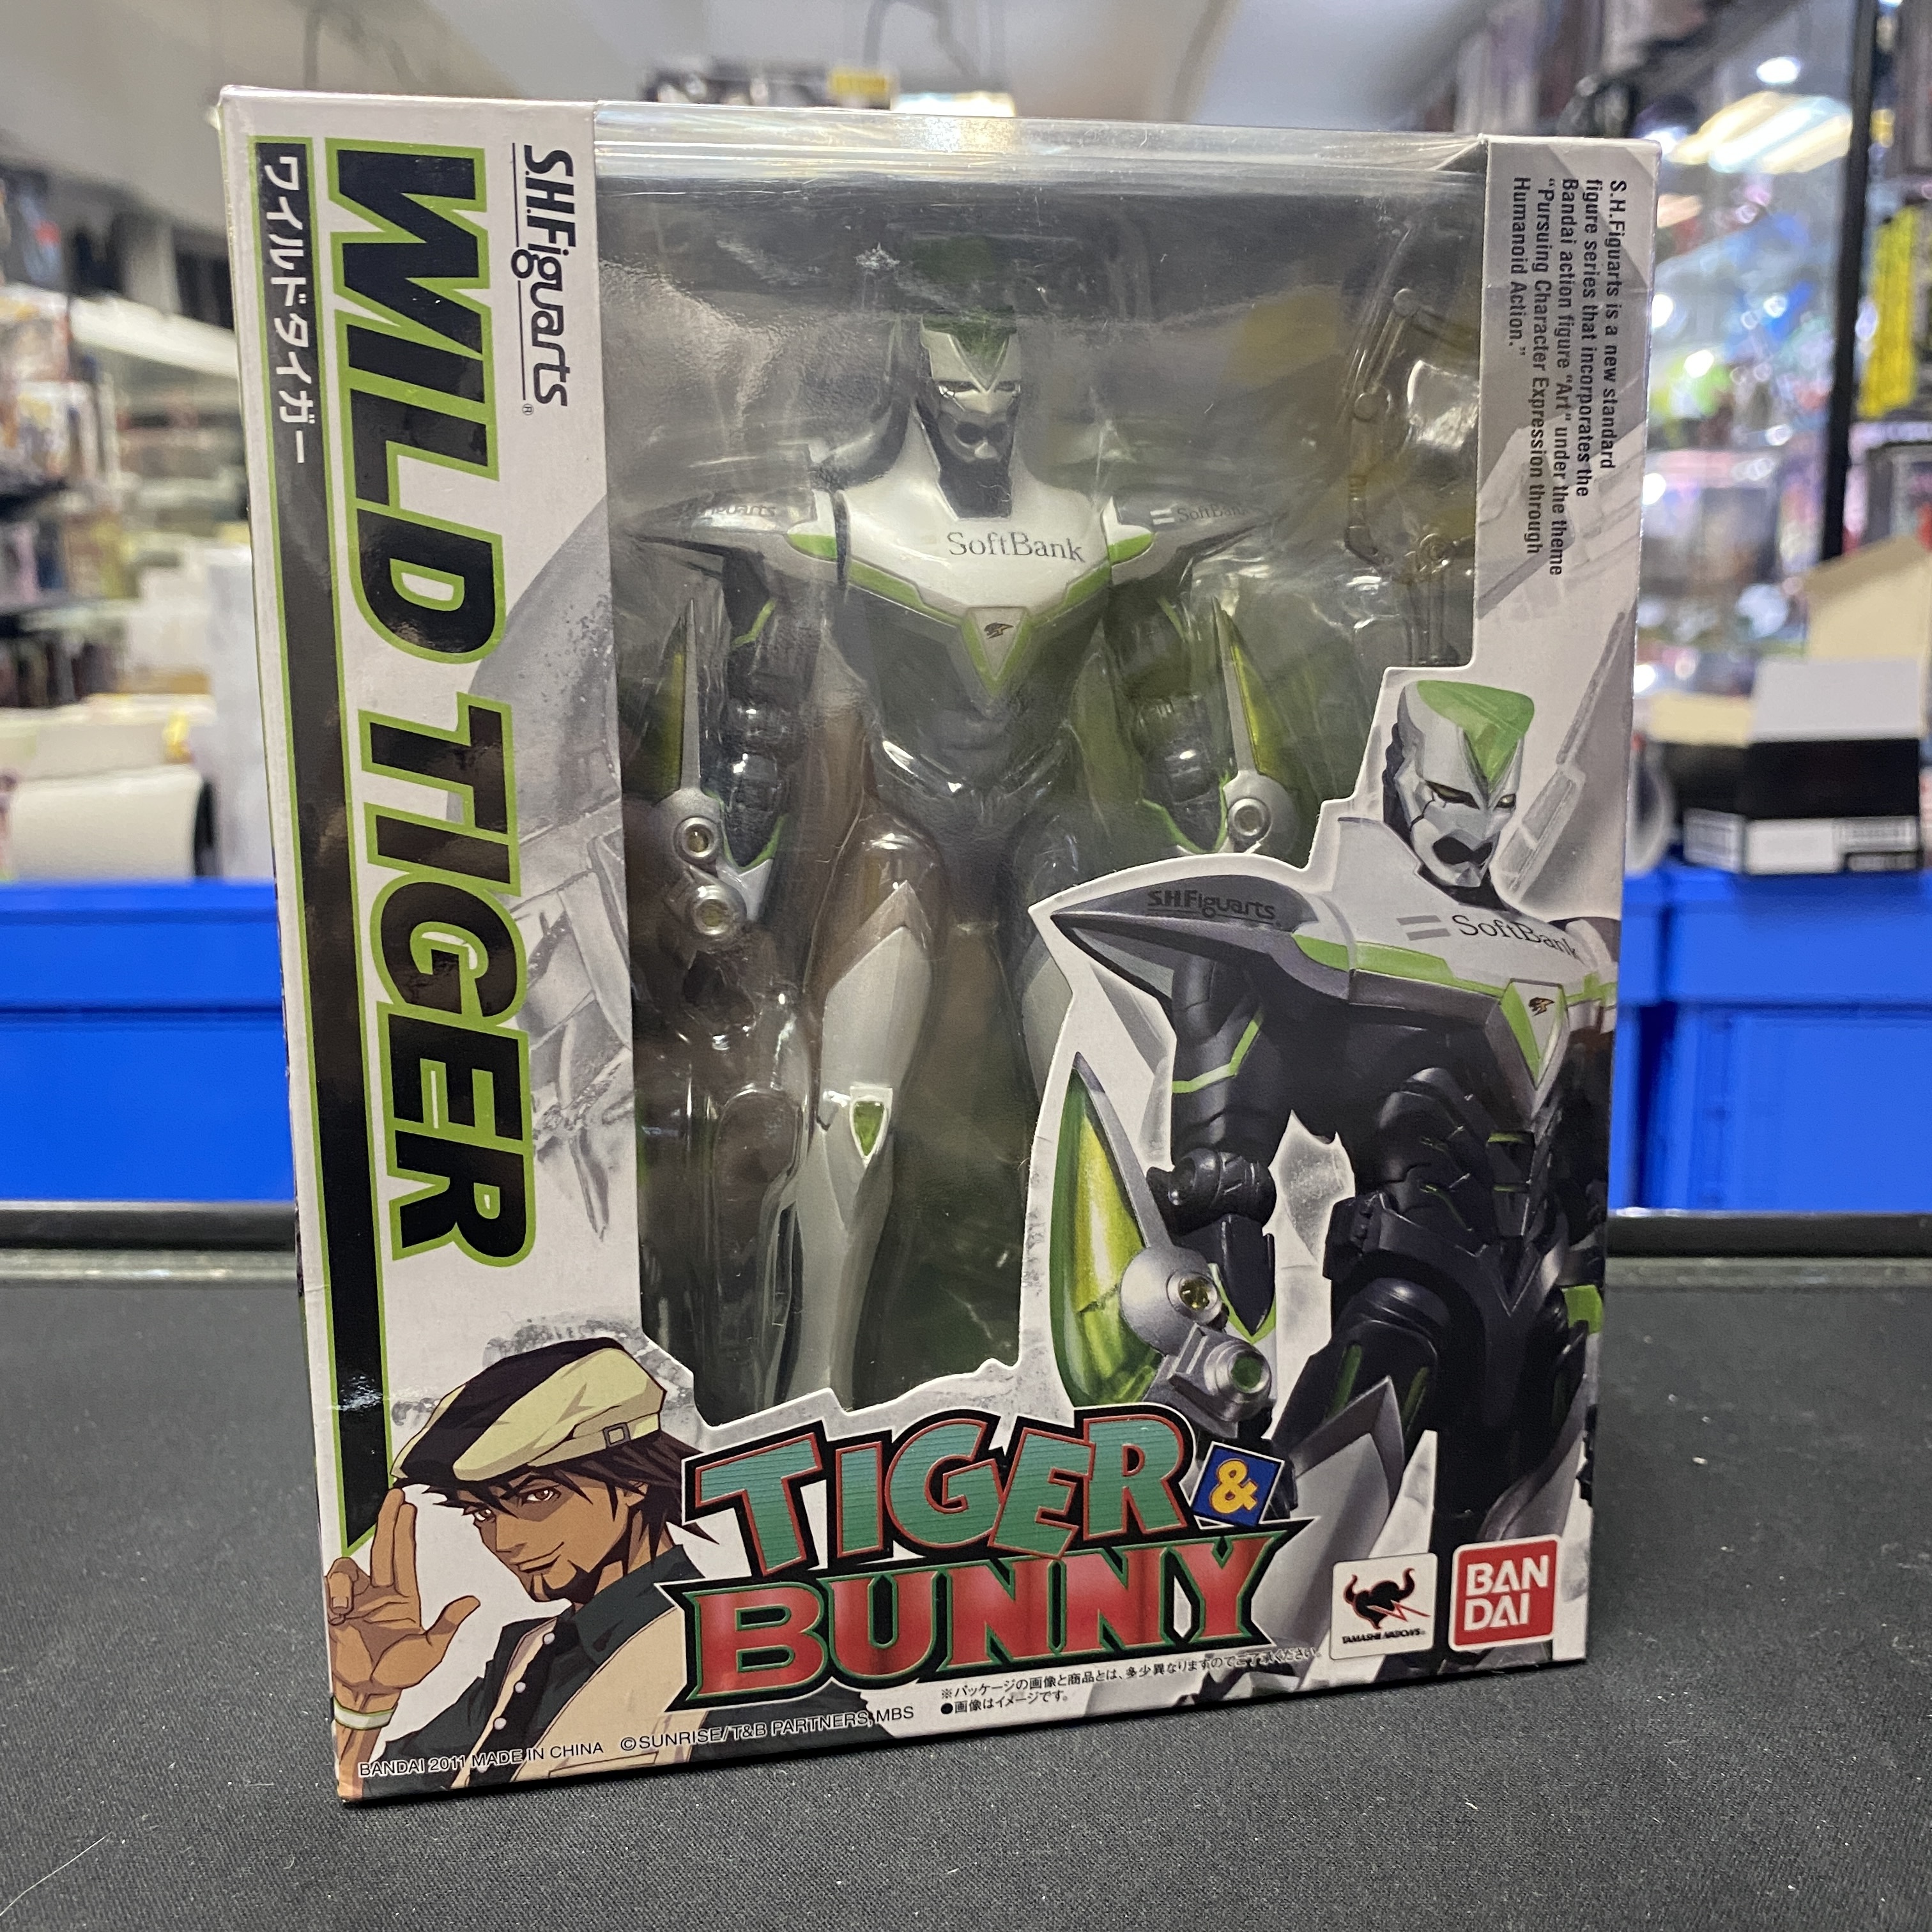 ワイルドタイガー
WILD TIGER
S.H.Figuarts®
S.H.Figuarts is a new standard
figure series that incorporates the
Bandai action figure "Art" under the theme
"Pursuing Character Expression through
Humanoid Action."
SoftBank
SoftBank
S.H.Figuarts
SoftBank
TIGER &
BUNNY
TAMASHII NATIONS
BAN
DAI
※パッケージの画像と商品とは、多少異なりますのでご了承ください。
●画像はイメージです。
BANDAI 2011 MADE IN CHINA ©SUNRISE/T&B PARTNERS, MBS